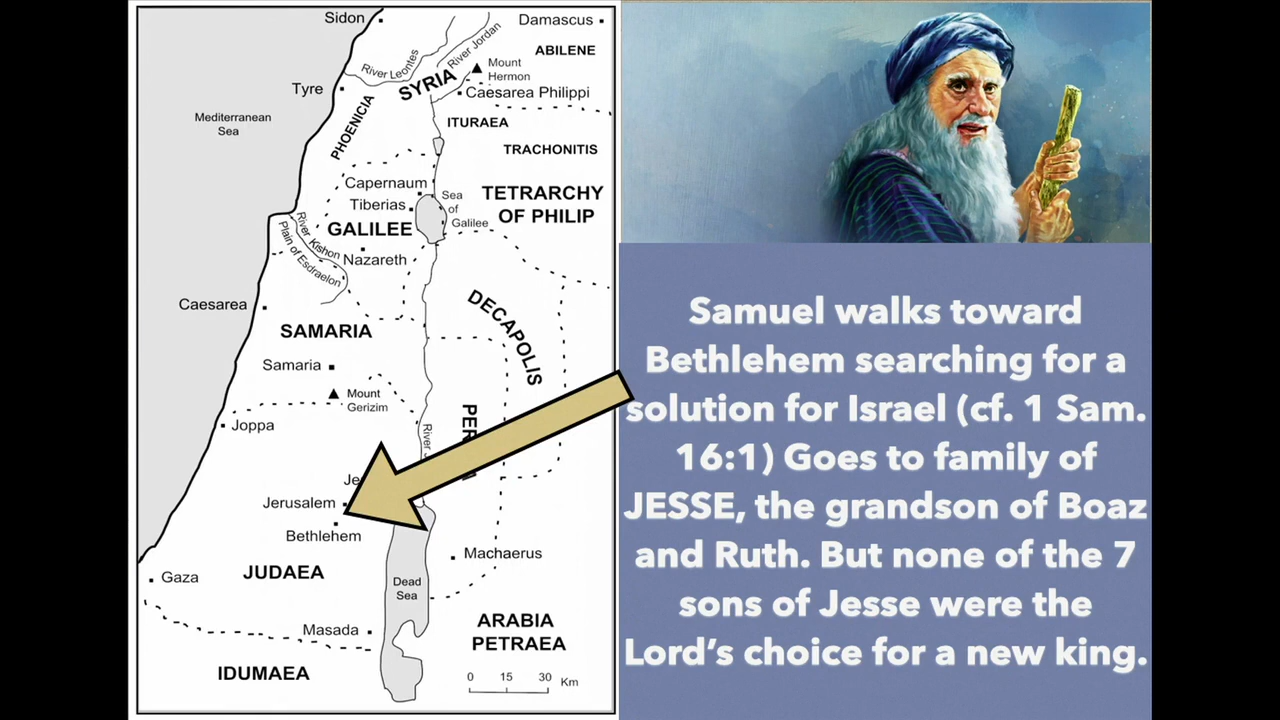 Sidon
Damascus
ABILENE
River Jordan
River Leontes
Mount
Hermon
SYRIA
Tyre
Caesarea Philippi
Mediterranean
Sea
PHOENICIA
ITURAEA
TRACHONITIS
Capernaum
Tiberias
Sea
of
Galilee
TETRARCHY
OF PHILIP
GALILEE
River Kishon
Plain of Esdraelon
Nazareth
Caesarea
DECAPOLIS
SAMARIA
Samaria
Mount
Gerizim
Joppa
River
Jerusalem
Bethlehem
Machaerus
JUDAEA
Gaza
Dead
Sea
Masada
ARABIA
PETRAEA
IDUMAEA
0 15 30 Km
Samuel walks toward
Bethlehem searching for a
solution for Israel (cf. 1 Sam.
16:1) Goes to family of
JESSE, the grandson of Boaz
and Ruth. But none of the 7
sons of Jesse were the
Lord’s choice for a new king.